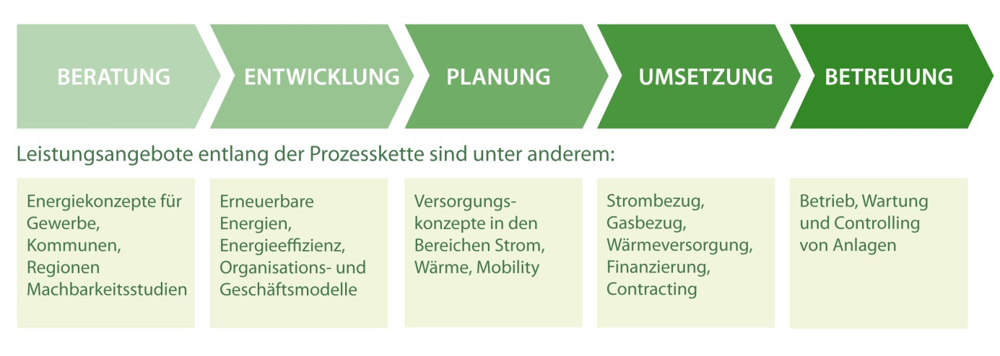 BERATUNG
ENTWICKLUNG
PLANUNG
UMSETZUNG
BETREUUNG
Leistungsangebote entlang der Prozesskette sind unter anderem:
Energiekonzepte für
Gewerbe,
Kommunen,
Regionen
Machbarkeitsstudien
Erneuerbare
Energien,
Energieeffizienz,
Organisations- und
Geschäftsmodelle
Versorgungs-
konzepte in den
Bereichen Strom,
Wärme, Mobility
Strombezug,
Gasbezug,
Wärmeversorgung,
Finanzierung,
Contracting
Betrieb, Wartung
und Controlling
von Anlagen